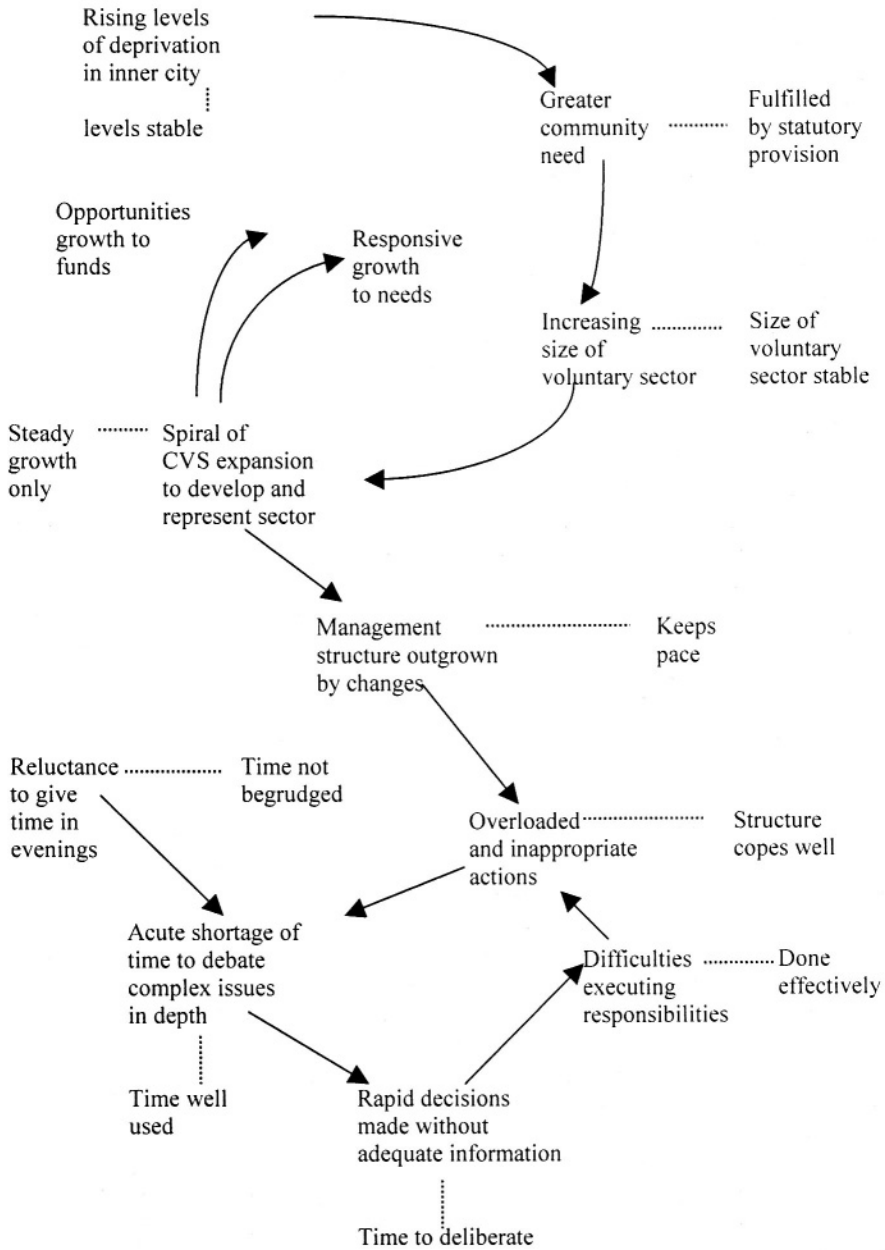 Rising levels
of deprivation
in inner city
levels stable
Greater
community
need
Fulfilled
by statutory
provision
Opportunities
growth to
funds
Responsive
growth
to needs
Increasing
size of
voluntary sector
Size of
voluntary
sector stable
Steady
growth
only
Spiral of
CVS expansion
to develop and
represent sector
Management
structure outgrown
by changes
Keeps
pace
Reluctance
to give
time in
evenings
Time not
begrudged
Overloaded
and inappropriate
actions
Structure
copes well
Acute shortage of
time to debate
complex issues
in depth
Difficulties
executing
responsibilities
Done
effectively
Time well
used
Rapid decisions
made without
adequate information
Time to deliberate